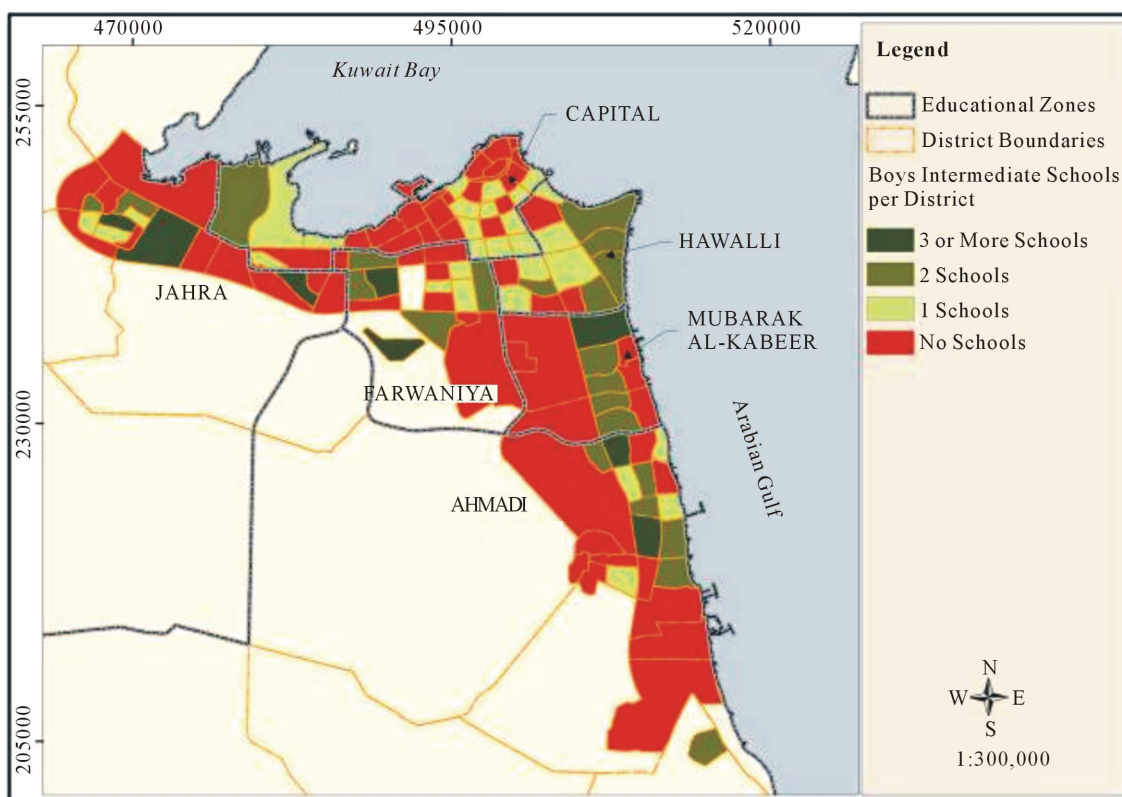 470000
495000
520000
255000
230000
205000
Kuwait Bay
CAPITAL
HAWALLI
JAHRA
MUBARAK
AL-KABEER
FARWANIYA
Arabian Gulf
AHMADI
Legend
Educational Zones
District Boundaries
Boys Intermediate Schools
per District
3 or More Schools
2 Schools
1 Schools
No Schools
N
W
E
S
1:300,000